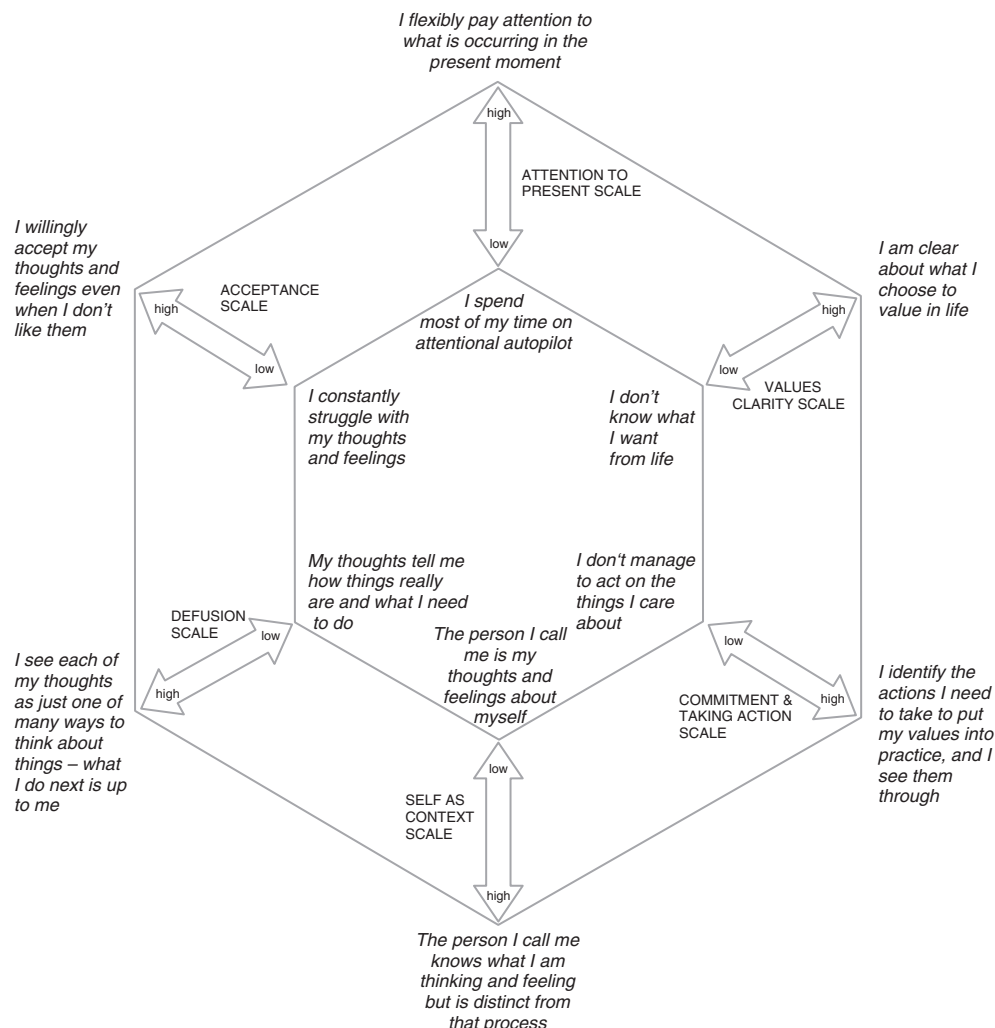 I flexibly pay attention to
what is occurring in the
present moment
high
ATTENTION TO
PRESENT SCALE
low
I spend
most of my time on
attentional autopilot
I willingly
accept my
thoughts and
feelings even
when I don't
like them
ACCEPTANCE
SCALE
high
low
I constantly
struggle with
my thoughts
and feelings
I am clear
about what I
choose to
value in life
high
low
VALUES
CLARITY SCALE
I don't
know what
I want
from life
My thoughts tell me
how things really
are and what I need
to do
DEFUSION
SCALE
low
high
I see each of
my thoughts
as just one of
many ways to
think about
things – what
I do next is up
to me
I don‘t manage
to act on the
things I care
about
low
high
COMMITMENT &
TAKING ACTION
SCALE
I identify the
actions I need
to take to put
my values into
practice, and I
see them
through
The person I call
me is my
thoughts and
feelings about
myself
low
SELF AS
CONTEXT
SCALE
high
The person I call me
knows what I am
thinking and feeling
but is distinct from
that process